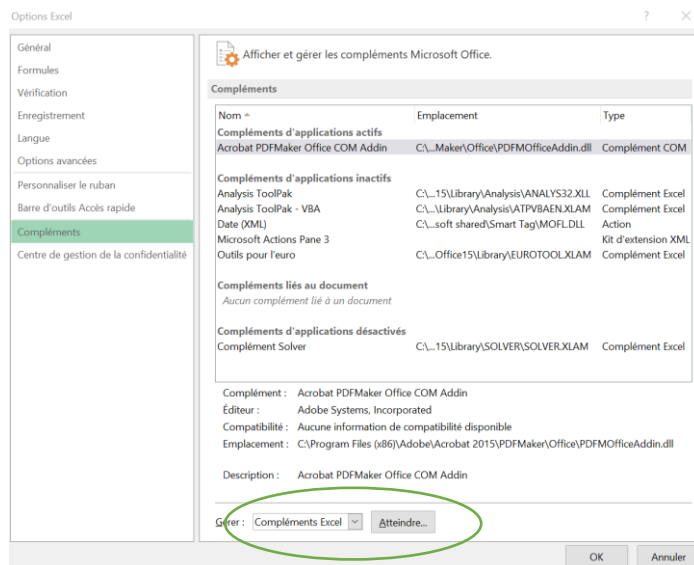 Options Excel ? ×
Général
Formules
Vérification
Enregistrement
Langue
Options avancées
Personnaliser le ruban
Barre d'outils Accès rapide
Compléments
Centre de gestion de la confidentialité
Afficher et gérer les compléments Microsoft Office.
Compléments
Nom Emplacement Type
Compléments d'applications actifs
Acrobat PDFMaker Office COM Addin C:\...Maker\Office\PDFMOfficeAddin.dll Complément COM
Compléments d'applications inactifs
Analysis ToolPak C:\...15\Library\Analysis\ANALYS32.XLL Complément Excel
Analysis ToolPak - VBA C:\...\Library\Analysis\ATPVBAEN.XLAM Complément Excel
Date (XML) C:\...soft shared\Smart Tag\MOFL.DLL Action
Microsoft Actions Pane 3 Kit d'extension XML
Outils pour l'euro C:\...Office15\Library\EUROTOOL.XLAM Complément Excel
Compléments liés au document
Aucun complément lié à un document
Compléments d'applications désactivés
Complément Solver C:\...15\Library\SOLVER\SOLVER.XLAM Complément Excel
Complément : Acrobat PDFMaker Office COM Addin
Éditeur : Adobe Systems, Incorporated
Compatibilité : Aucune information de compatibilité disponible
Emplacement : C:\Program Files (x86)\Adobe\Acrobat 2015\PDFMaker\Office\PDFMOfficeAddin.dll
Description : Acrobat PDFMaker Office COM Addin
Gérer : Compléments Excel Atteindre...
OK Annuler